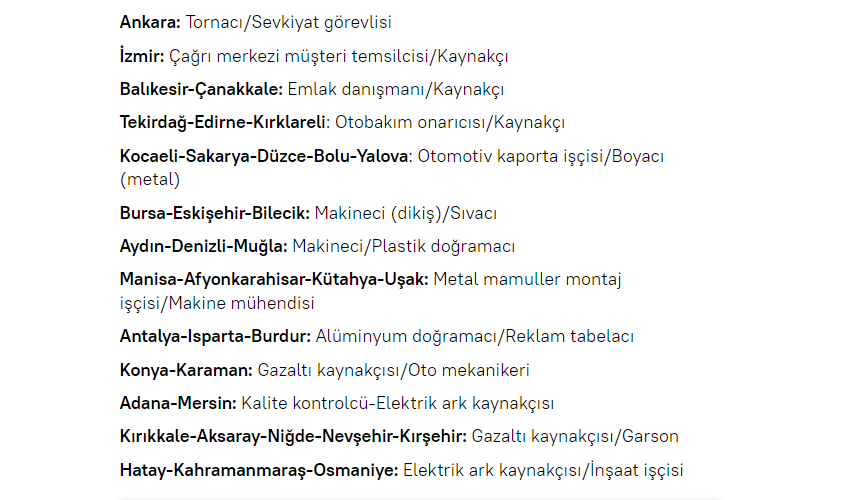 Ankara: Tornacı/Sevkiyat görevlisi
İzmir: Çağrı merkezi müşteri temsilcisi/Kaynakçı
Balıkesir-Çanakkale: Emlak danışmanı/Kaynakçı
Tekirdağ-Edirne-Kırklareli: Otobakım onarıcısı/Kaynakçı
Kocaeli-Sakarya-Düzce-Bolu-Yalova: Otomotiv kaporta işçisi/Boyacı
(metal)
Bursa-Eskişehir-Bilecik: Makineci (dikiş)/Sıvacı
Aydın-Denizli-Muğla: Makineci/Plastik doğramacı
Manisa-Afyonkarahisar-Kütahya-Uşak: Metal mamuller montaj
işçisi/Makine mühendisi
Antalya-Isparta-Burdur: Alüminyum doğramacı/Reklam tabelacı
Konya-Karaman: Gazaltı kaynakçısı/Oto mekanikeri
Adana-Mersin: Kalite kontrolcü-Elektrik ark kaynakçısı
Kırıkkale-Aksaray-Niğde-Nevşehir-Kırşehir: Gazaltı kaynakçısı/Garson
Hatay-Kahramanmaraş-Osmaniye: Elektrik ark kaynakçısı/İnşaat işçisi